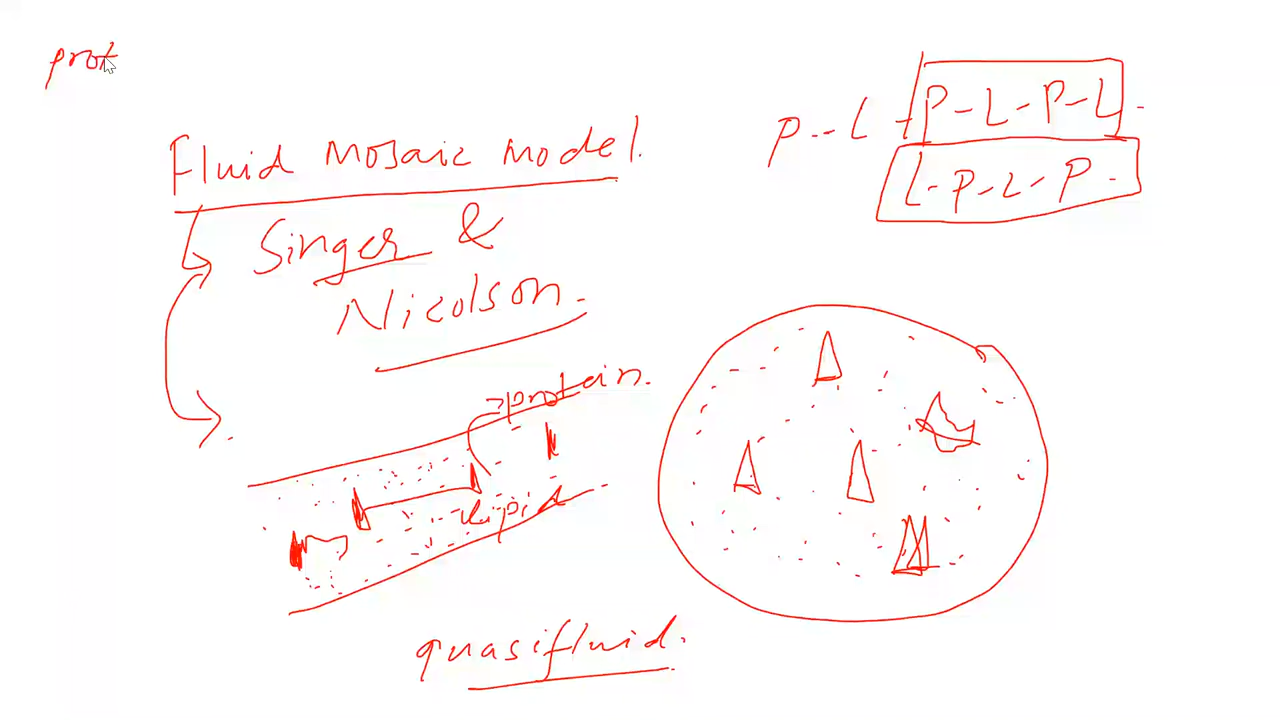 prot
P--L-P-L-P-L-
L-P-L-P-
Fluid Mosaic Model.
Singer &
Nicolson.
protein.
Lipid
quasifluid.